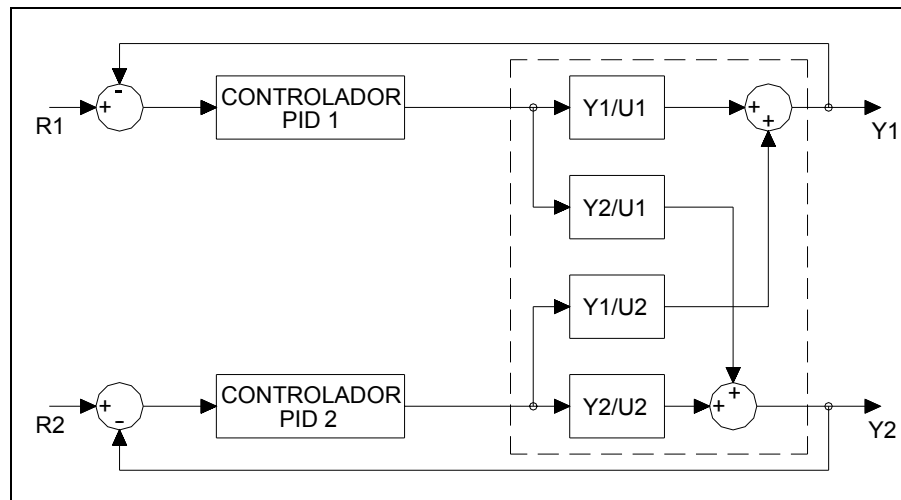 R1
+
-
CONTROLADOR
PID 1
Y1/U1
+
+
Y1
Y2/U1
Y1/U2
R2
+
-
CONTROLADOR
PID 2
Y2/U2
+
+
Y2